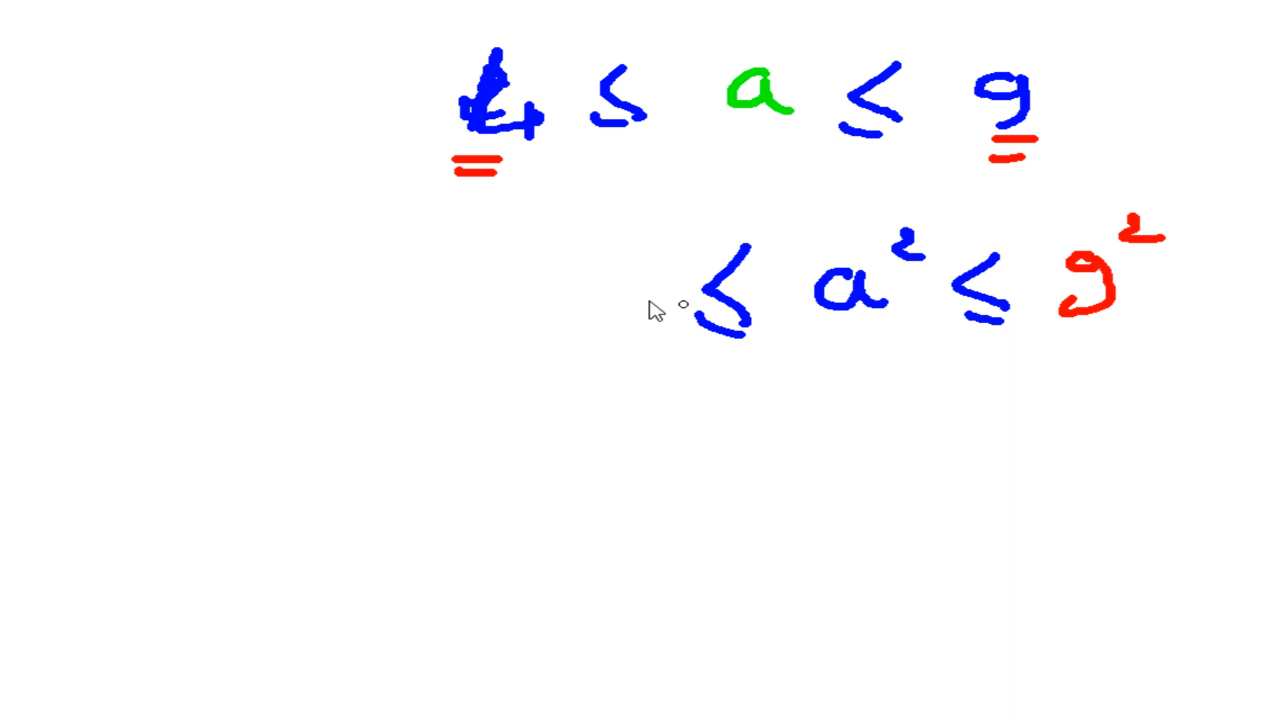 4 ≤ a ≤ 9
≤ a² ≤ 9²